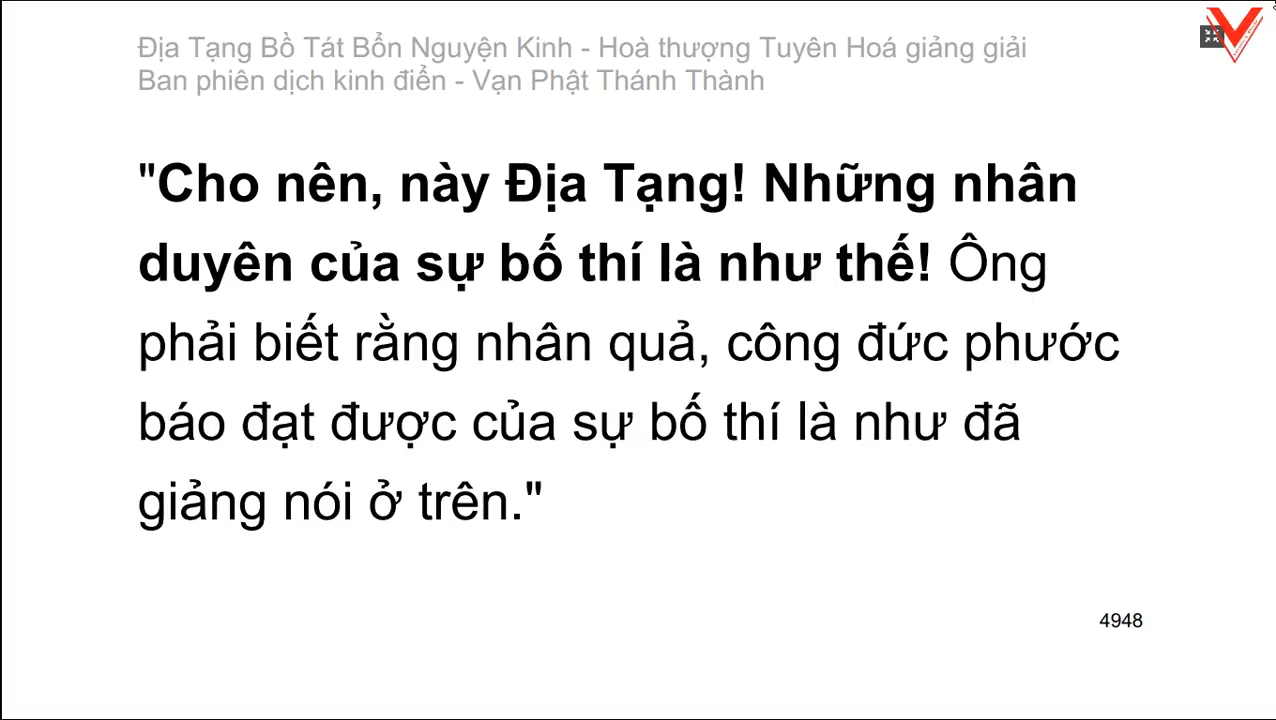 Địa Tạng Bồ Tát Bổn Nguyện Kinh - Hoà thượng Tuyên Hoá giảng giải
Ban phiên dịch kinh điển - Vạn Phật Thánh Thành
"Cho nên, này Địa Tạng! Những nhân
duyên của sự bố thí là như thế! Ông
phải biết rằng nhân quả, công đức phước
báo đạt được của sự bố thí là như đã
giảng nói ở trên."
4948